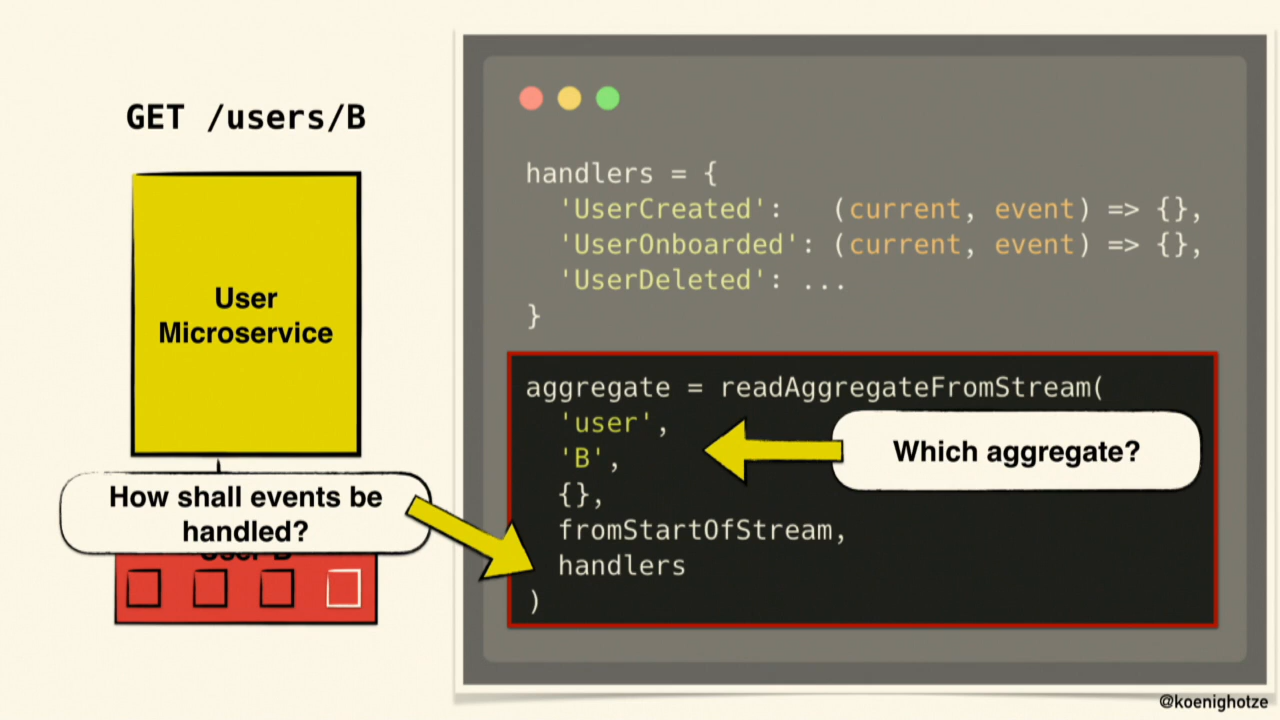 GET /users/B
User
Microservice
How shall events be
handled?
User B
handlers = {
'UserCreated':   (current, event) => {},
'UserOnboarded': (current, event) => {},
'UserDeleted': ...
}
aggregate = readAggregateFromStream(
'user',
'B',
{},
fromStartOfStream,
handlers
)
Which aggregate?
@koenighotze